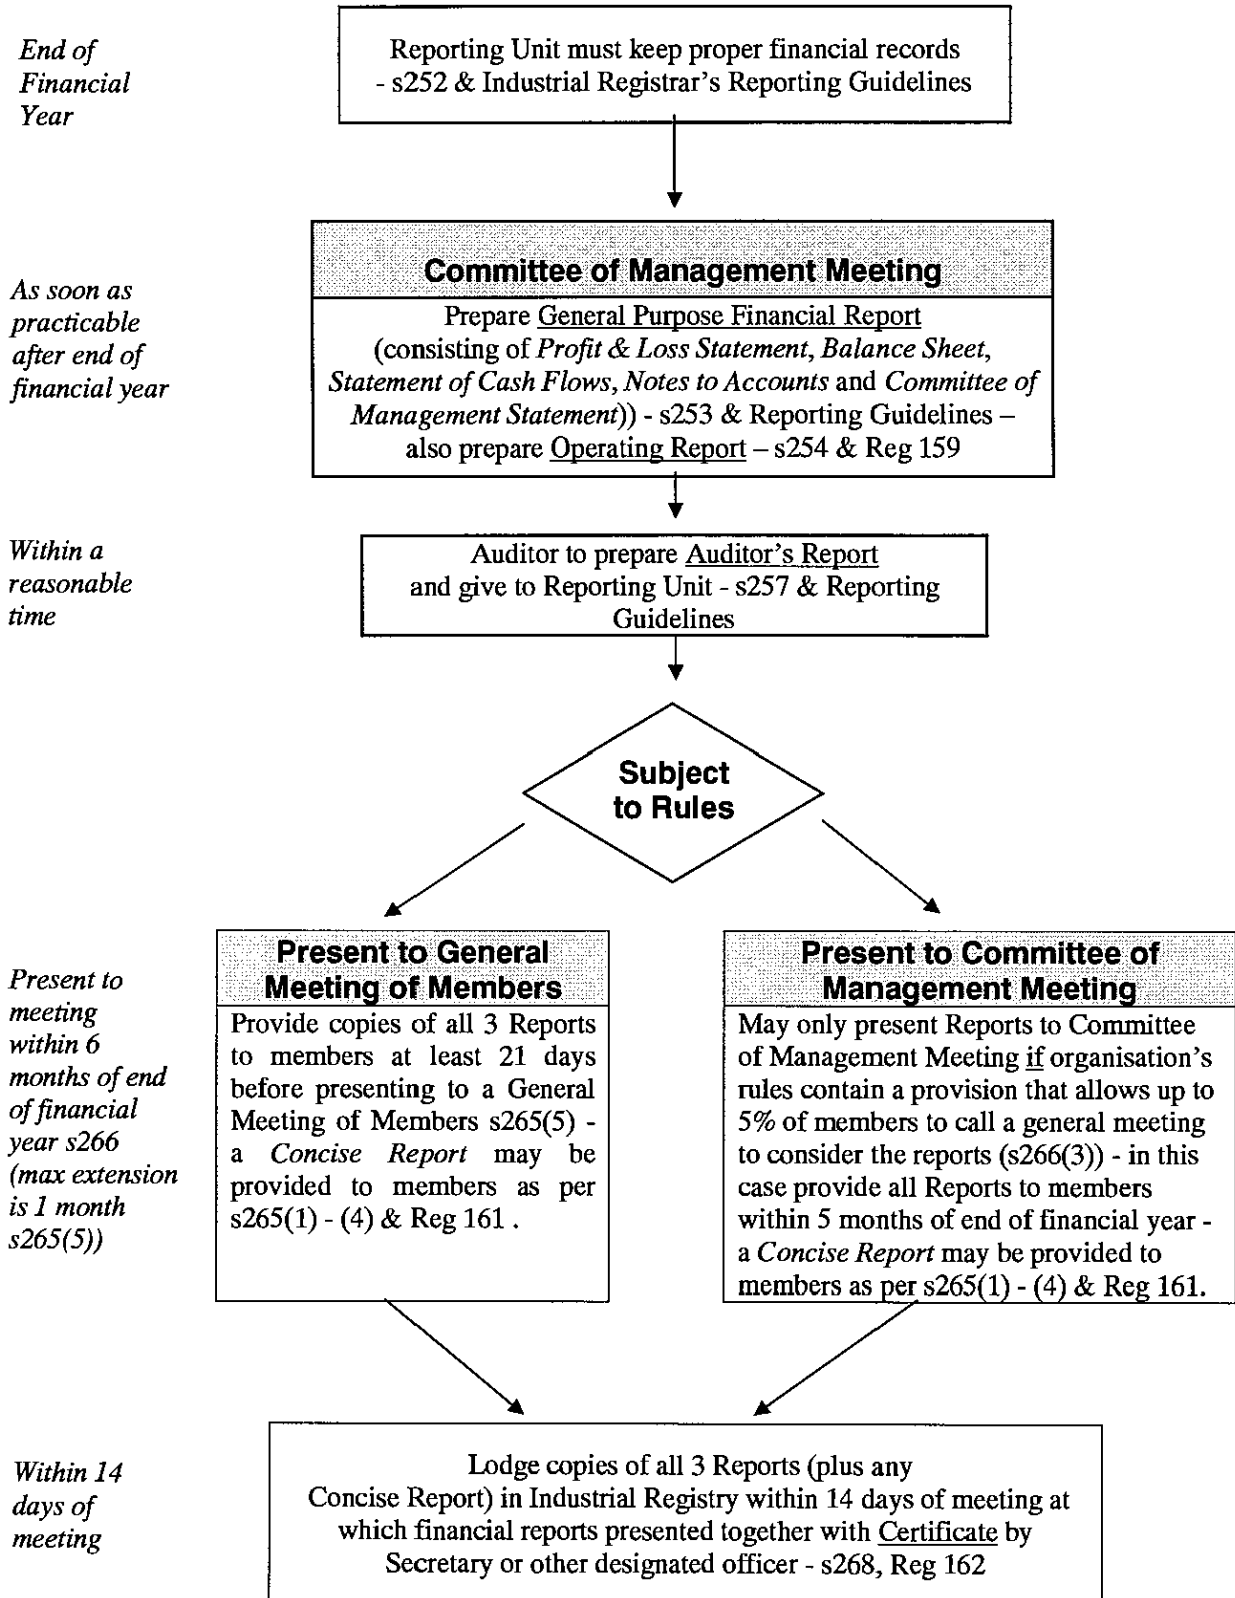 End of
Financial
Year
Reporting Unit must keep proper financial records
- s252 & Industrial Registrar's Reporting Guidelines
As soon as
practicable
after end of
financial year
Committee of Management Meeting
Prepare General Purpose Financial Report
(consisting of Profit & Loss Statement, Balance Sheet,
Statement of Cash Flows, Notes to Accounts and Committee of
Management Statement)) - s253 & Reporting Guidelines –
also prepare Operating Report – s254 & Reg 159
Within a
reasonable
time
Auditor to prepare Auditor's Report
and give to Reporting Unit - s257 & Reporting
Guidelines
Subject
to Rules
Present to
meeting
within 6
months of end
of financial
year s266
(max extension
is 1 month
s265(5))
Present to General
Meeting of Members
Provide copies of all 3 Reports
to members at least 21 days
before presenting to a General
Meeting of Members s265(5) -
a Concise Report may be
provided to members as per
s265(1) - (4) & Reg 161 .
Present to Committee of
Management Meeting
May only present Reports to Committee
of Management Meeting if organisation's
rules contain a provision that allows up to
5% of members to call a general meeting
to consider the reports (s266(3)) - in this
case provide all Reports to members
within 5 months of end of financial year -
a Concise Report may be provided to
members as per s265(1) - (4) & Reg 161.
Within 14
days of
meeting
Lodge copies of all 3 Reports (plus any
Concise Report) in Industrial Registry within 14 days of meeting at
which financial reports presented together with Certificate by
Secretary or other designated officer - s268, Reg 162